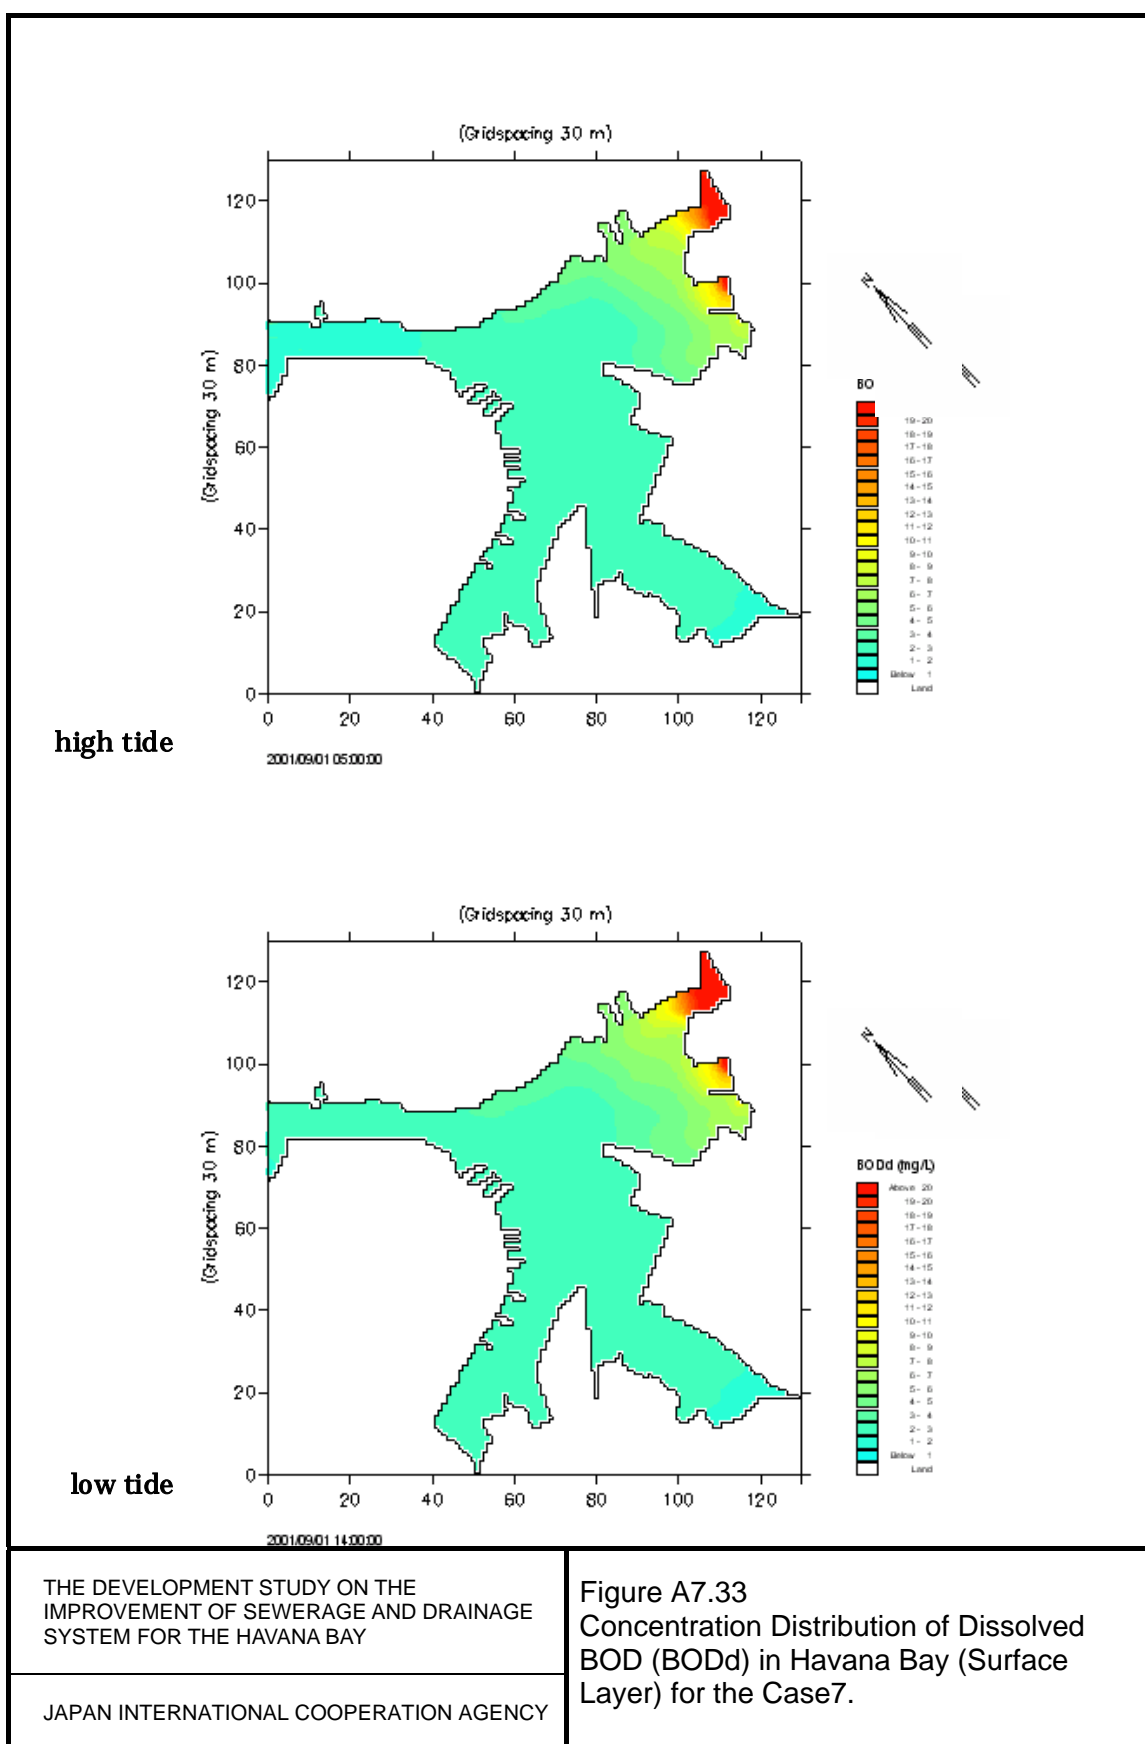 (Gridspacing 30 m)
120
100
80
60
40
20
0
(Gridspacing 30 m)
0 20 40 60 80 100 120
2001/09/01 05:00:00
high tide
N
BO
19-20
18-19
17-18
16-17
15-16
14-15
13-14
12-13
11-12
10-11
9-10
8- 9
7- 8
6- 7
5- 6
4- 5
3- 4
2- 3
1- 2
Below 1
Land
(Gridspacing 30 m)
120
100
80
60
40
20
0
(Gridspacing 30 m)
0 20 40 60 80 100 120
2001/09/01 14:00:00
low tide
N
BODd (mg/L)
Above 20
19-20
18-19
17-18
16-17
15-16
14-15
13-14
12-13
11-12
10-11
9-10
8- 9
7- 8
6- 7
5- 6
4- 5
3- 4
2- 3
1- 2
Below 1
Land
THE DEVELOPMENT STUDY ON THE
IMPROVEMENT OF SEWERAGE AND DRAINAGE
SYSTEM FOR THE HAVANA BAY
JAPAN INTERNATIONAL COOPERATION AGENCY
Figure A7.33
Concentration Distribution of Dissolved
BOD (BODd) in Havana Bay (Surface
Layer) for the Case7.